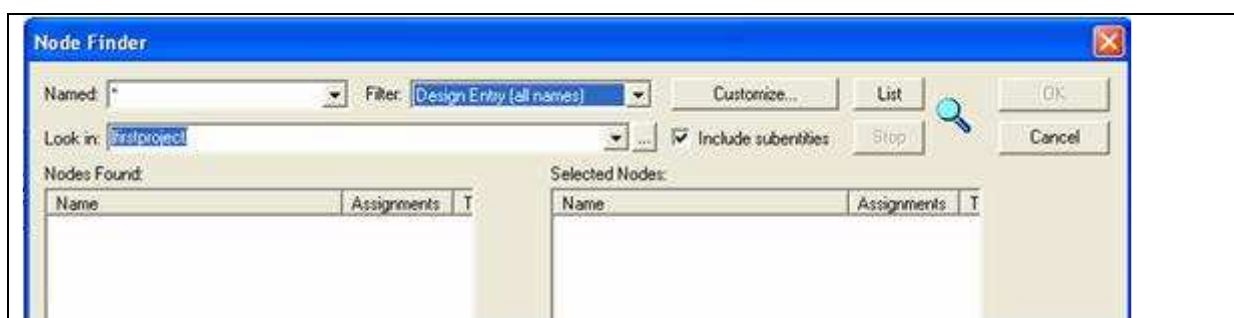 Node Finder
Named: * Filter: Design Entry (all names) Customize... List OK
Look in: firstproject ... Include subentities Stop Cancel
Nodes Found: Selected Nodes:
Name Assignments T Name Assignments T